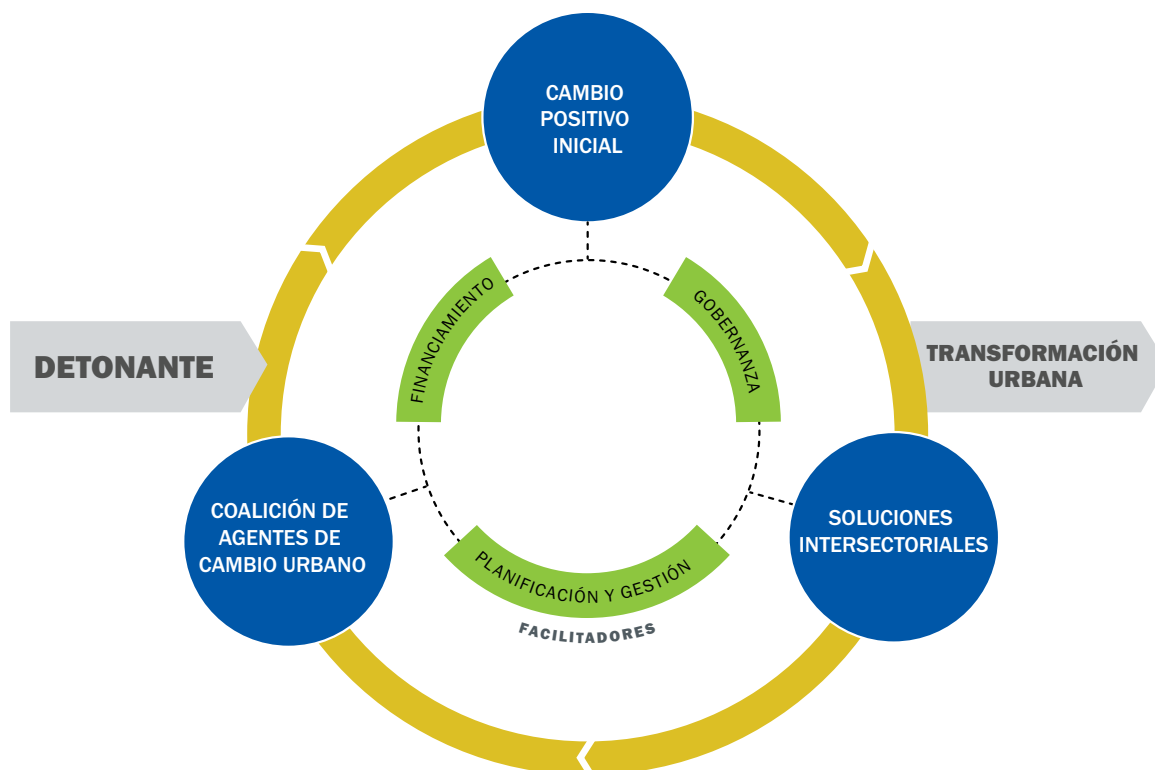 CAMBIO
POSITIVO
INICIAL
FINANCIAMIENTO
GOBERNANZA
DETONANTE
TRANSFORMACIÓN
URBANA
COALICIÓN DE
AGENTES DE
CAMBIO URBANO
SOLUCIONES
INTERSECTORIALES
PLANIFICACIÓN Y GESTIÓN
FACILITADORES